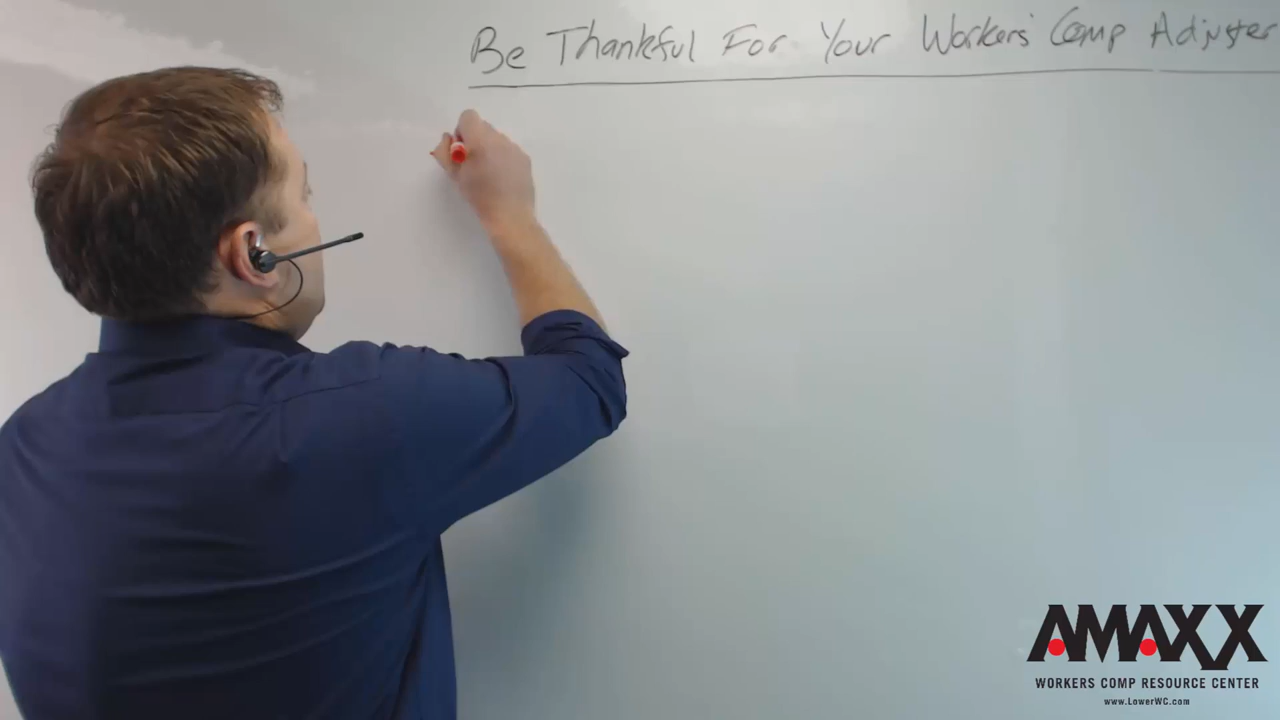 Be Thankful For Your Workers' Comp Adjuster
AMAXX
WORKERS COMP RESOURCE CENTER
www.LowerWC.com